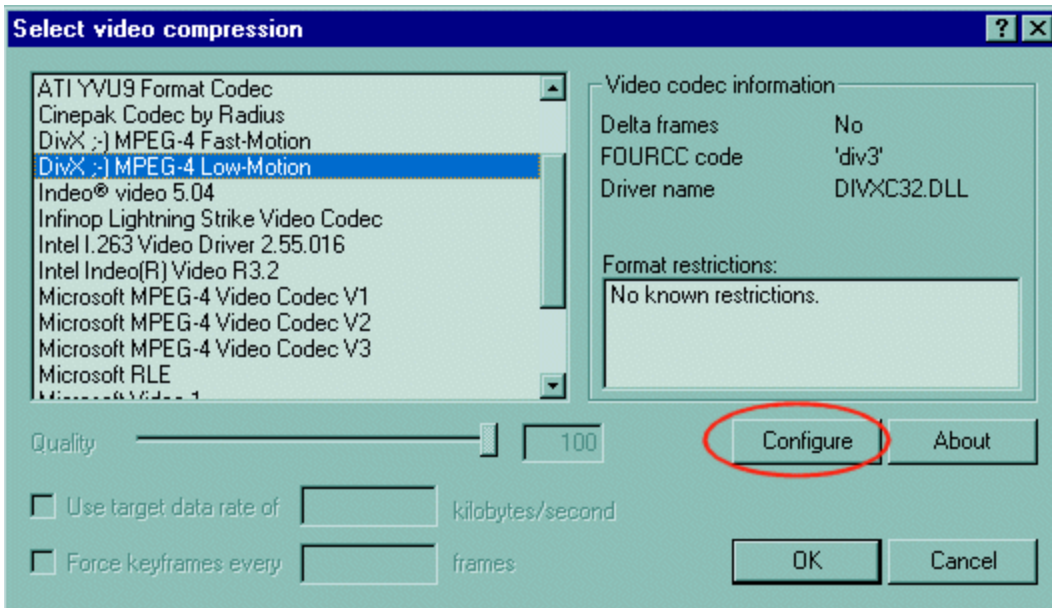 Select video compression
ATI YVU9 Format Codec
Cinepak Codec by Radius
DivX ;-) MPEG-4 Fast-Motion
DivX ;-) MPEG-4 Low-Motion
Indeo® video 5.04
Infinop Lightning Strike Video Codec
Intel I.263 Video Driver 2.55.016
Intel Indeo(R) Video R3.2
Microsoft MPEG-4 Video Codec V1
Microsoft MPEG-4 Video Codec V2
Microsoft MPEG-4 Video Codec V3
Microsoft RLE
Microsoft Video 1
Video codec information
Delta frames No
FOURCC code 'div3'
Driver name DIVXC32.DLL
Format restrictions:
No known restrictions.
Quality 100
Configure About
Use target data rate of kilobytes/second
Force keyframes every frames
OK Cancel